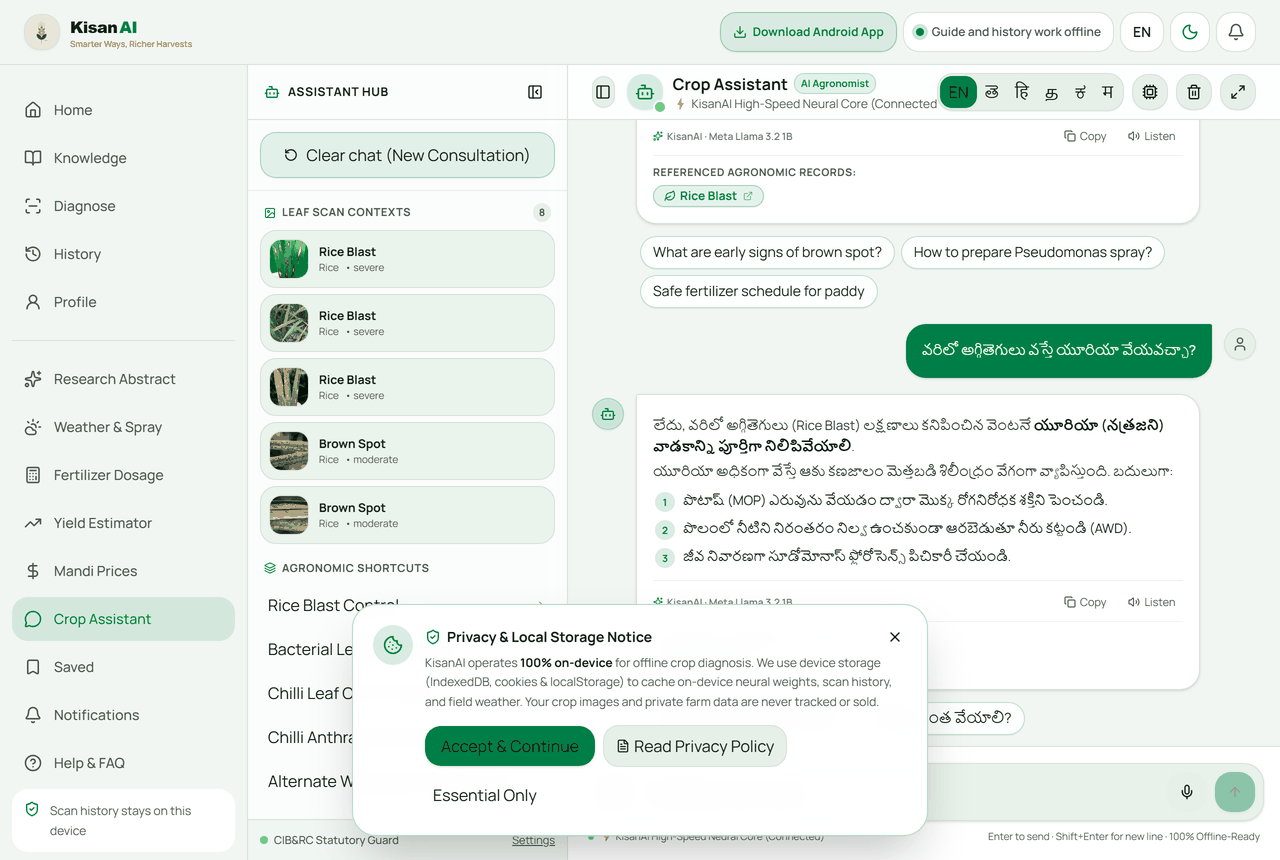 Kisan AI
Smarter Ways, Richer Harvests
Download Android App
Guide and history work offline
EN
Home
Knowledge
Diagnose
History
Profile
Research Abstract
Weather & Spray
Fertilizer Dosage
Yield Estimator
Mandi Prices
Crop Assistant
Saved
Notifications
Help & FAQ
Scan history stays on this
device
ASSISTANT HUB
Clear chat (New Consultation)
LEAF SCAN CONTEXTS
8
Rice Blast
Rice • severe
Rice Blast
Rice • severe
Rice Blast
Rice • severe
Brown Spot
Rice • moderate
Brown Spot
Rice • moderate
AGRONOMIC SHORTCUTS
Rice Blast Control
Bacterial Le
Chilli Leaf C
Chilli Anthra
Alternate W
CIB&RC Statutory Guard
Settings
Crop Assistant
AI Agronomist
KisanAI High-Speed Neural Core (Connected
EN తె हि த ಕ म
KisanAI · Meta Llama 3.2 1B
Copy
Listen
REFERENCED AGRONOMIC RECORDS:
Rice Blast
What are early signs of brown spot?
How to prepare Pseudomonas spray?
Safe fertilizer schedule for paddy
వరిలో అగ్గితెగులు వస్తే యూరియా వేయవచ్చా?
లేదు, వరిలో అగ్గితెగులు (Rice Blast) లక్షణాలు కనిపించిన వెంటనే యూరియా (నత్రజని)
వాడకాన్ని పూర్తిగా నిలిపివేయాలి.
యూరియా అధికంగా వేస్తే ఆకు కణజాలం మెత్తబడి శిలీంధ్రం వేగంగా వ్యాపిస్తుంది. బదులుగా:
1 పొటాష్ (MOP) ఎరువును వేయడం ద్వారా మొక్క రోగనిరోధక శక్తిని పెంచండి.
2 పొలంలో నీటిని నిరంతరం నిల్వ ఉంచకుండా ఆరబెడుతూ నీరు కట్టండి (AWD).
3 జీవ నివారణగా సూడోమోనాస్ ఫ్లోరోసెన్స్ పిచికారీ చేయండి.
KisanAI · Meta Llama 3.2 1B
Copy
Listen
ంత వేయాలి?
Privacy & Local Storage Notice
KisanAI operates 100% on-device for offline crop diagnosis. We use device storage
(IndexedDB, cookies & localStorage) to cache on-device neural weights, scan history,
and field weather. Your crop images and private farm data are never tracked or sold.
Accept & Continue
Read Privacy Policy
Essential Only
KisanAI High-Speed Neural Core (Connected)
Enter to send · Shift+Enter for new line · 100% Offline-Ready